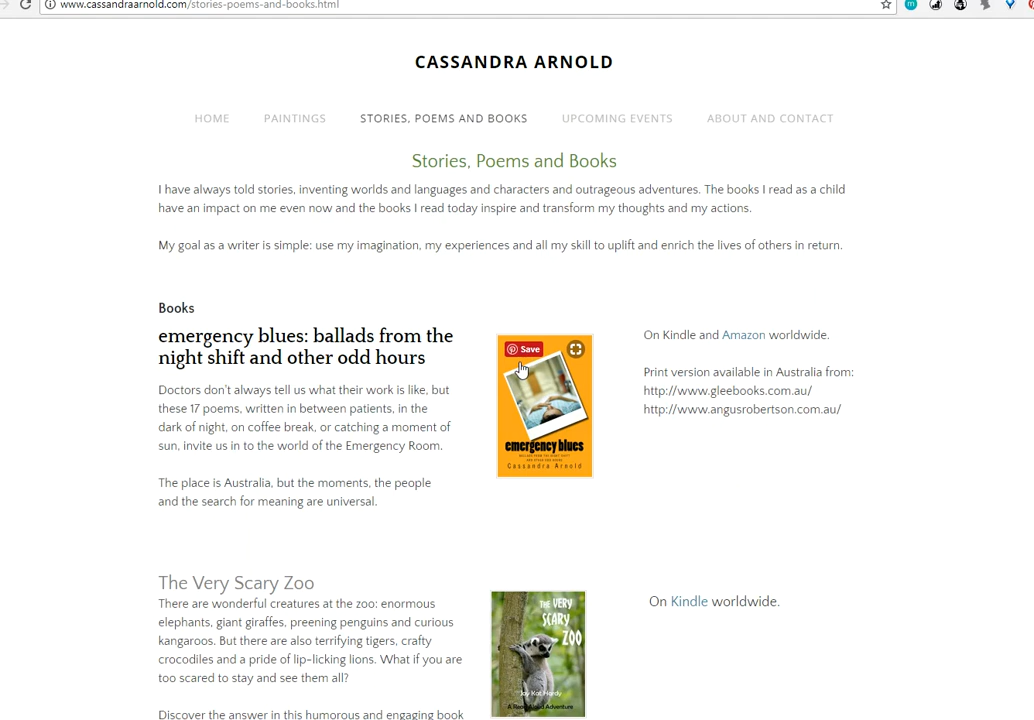 www.cassandraarnold.com/stories-poems-and-books.html
CASSANDRA ARNOLD
HOME PAINTINGS STORIES, POEMS AND BOOKS UPCOMING EVENTS ABOUT AND CONTACT
Stories, Poems and Books
I have always told stories, inventing worlds and languages and characters and outrageous adventures. The books I read as a child
have an impact on me even now and the books I read today inspire and transform my thoughts and my actions.
My goal as a writer is simple: use my imagination, my experiences and all my skill to uplift and enrich the lives of others in return.
Books
emergency blues: ballads from the
night shift and other odd hours
Doctors don't always tell us what their work is like, but
these 17 poems, written in between patients, in the
dark of night, on coffee break, or catching a moment of
sun, invite us in to the world of the Emergency Room.
The place is Australia, but the moments, the people
and the search for meaning are universal.
Save
emergency blues
BALLADS FROM THE NIGHT SHIFT
AND OTHER ODD HOURS
Cassandra Arnold
On Kindle and Amazon worldwide.
Print version available in Australia from:
http://www.gleebooks.com.au/
http://www.angusrobertson.com.au/
The Very Scary Zoo
There are wonderful creatures at the zoo: enormous
elephants, giant giraffes, preening penguins and curious
kangaroos. But there are also terrifying tigers, crafty
crocodiles and a pride of lip-licking lions. What if you are
too scared to stay and see them all?
Discover the answer in this humorous and engaging book
THE VERY
SCARY
ZOO
Jay Kat Hardy
A Read Aloud Adventure
On Kindle worldwide.